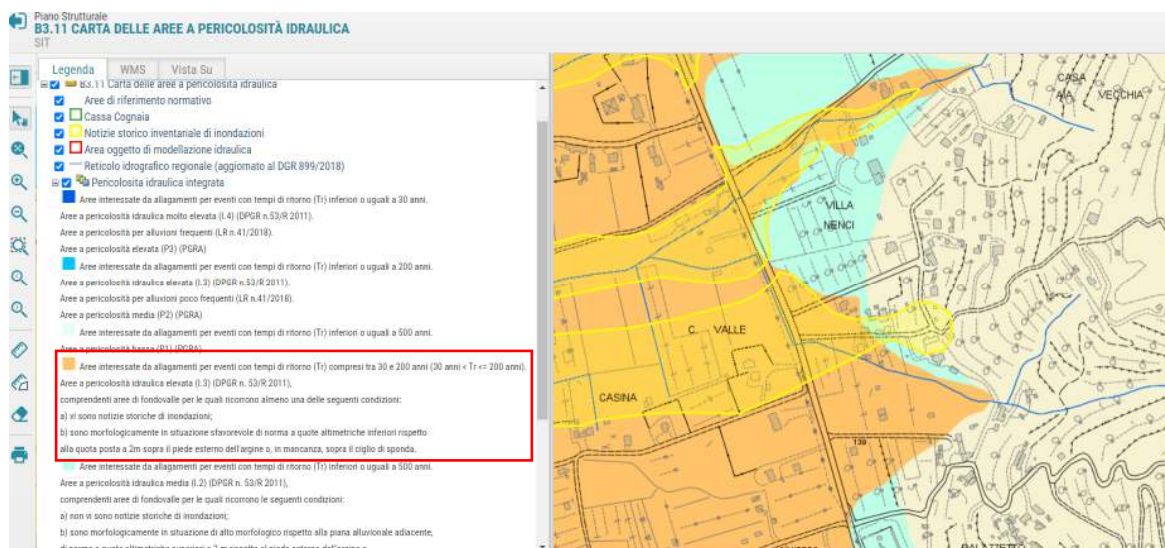 Piano Strutturale
B3.11 CARTA DELLE AREE A PERICOLOSITÀ IDRAULICA
SIT
Legenda WMS Vista Su
B3.11 Carta delle aree a pericolosità idraulica
Aree di riferimento normativo
Cassa Cognaia
Notizie storico inventariale di inondazioni
Area oggetto di modellazione idraulica
Reticolo idrografico regionale (aggiornato al DGR 899/2018)
Pericolosita idraulica integrata
Aree interessate da allagamenti per eventi con tempi di ritorno (Tr) inferiori o uguali a 30 anni.
Aree a pericolosità idraulica molto elevata (I.4) (DPGR n.53/R 2011).
Aree a pericolosità per alluvioni frequenti (LR n.41/2018).
Aree a pericolosità elevata (P3) (PGRA)
Aree interessate da allagamenti per eventi con tempi di ritorno (Tr) inferiori o uguali a 200 anni.
Aree a pericolosità idraulica elevata (I.3) (DPGR n.53/R 2011).
Aree a pericolosità per alluvioni poco frequenti (LR n.41/2018).
Aree a pericolosità media (P2) (PGRA)
Aree interessate da allagamenti per eventi con tempi di ritorno (Tr) inferiori o uguali a 500 anni.
Aree a pericolosità bassa (P1) (PGRA)
Aree interessate da allagamenti per eventi con tempi di ritorno (Tr) compresi tra 30 e 200 anni (30 anni < Tr <= 200 anni).
Aree a pericolosità idraulica elevata (I.3) (DPGR n. 53/R 2011),
comprendenti aree di fondovalle per le quali ricorrono almeno una delle seguenti condizioni:
a) vi sono notizie storiche di inondazioni;
b) sono morfologicamente in situazione sfavorevole di norma a quote altimetriche inferiori rispetto
alla quota posta a 2m sopra il piede esterno dell'argine o, in mancanza, sopra il ciglio di sponda.
Aree interessate da allagamenti per eventi con tempi di ritorno (Tr) inferiori o uguali a 500 anni.
Aree a pericolosità idraulica media (I.2) (DPGR n. 53/R 2011),
comprendenti aree di fondovalle per le quali ricorrono le seguenti condizioni:
a) non vi sono notizie storiche di inondazioni;
b) sono morfologicamente in situazione di alto morfologico rispetto alla piana alluvionale adiacente,
CASA
AIA VECCHIA
VILLA
NENCI
C. VALLE
CASINA
139